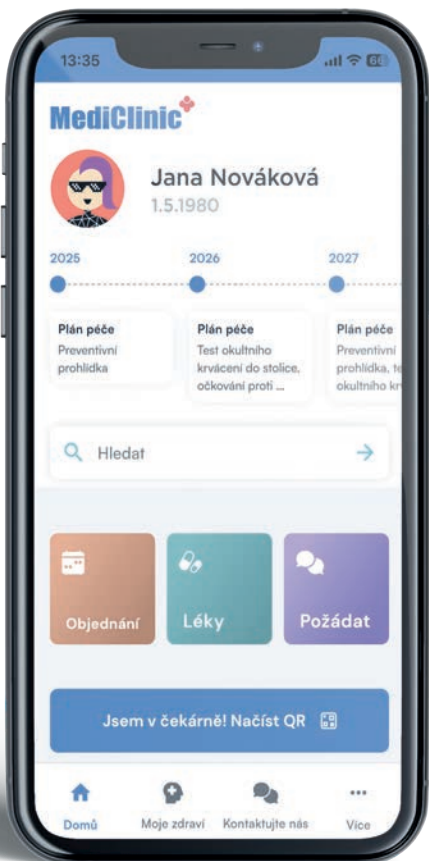 13:35
MediClinic
Jana Nováková
1.5.1980
2025
2026
2027
Plán péče
Preventivní
prohlídka
Plán péče
Test okultního
krvácení do stolice,
očkování proti ...
Plán péče
Preventivní
prohlídka, te
okultního kr
Hledat
Objednání
Léky
Požádat
Jsem v čekárně! Načíst QR
Domů
Moje zdraví
Kontaktujte nás
Více